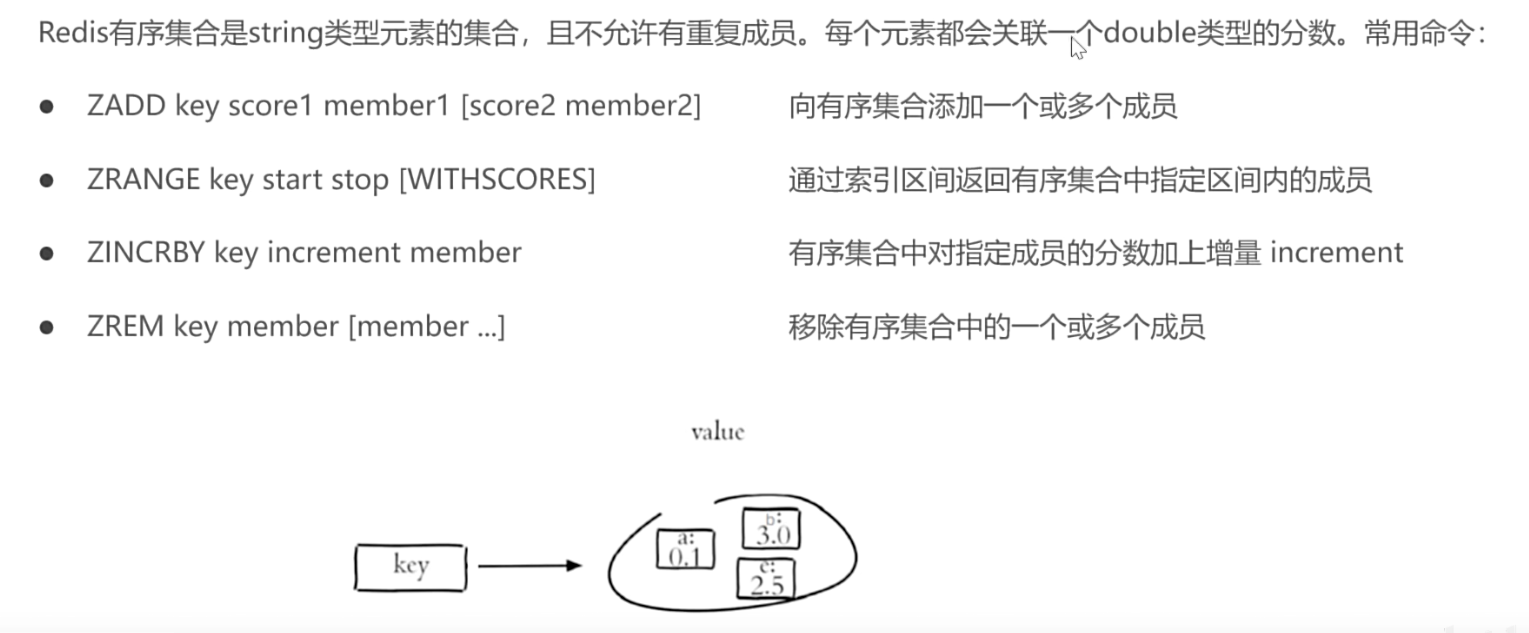 Redis有序集合是string类型元素的集合，且不允许有重复成员。每个元素都会关联一个double类型的分数。常用命令：
● ZADD key score1 member1 [score2 member2] 向有序集合添加一个或多个成员
● ZRANGE key start stop [WITHSCORES] 通过索引区间返回有序集合中指定区间内的成员
● ZINCRBY key increment member 有序集合中对指定成员的分数加上增量 increment
● ZREM key member [member ...] 移除有序集合中的一个或多个成员
value
key
a:
0.1
b:
3.0
c:
2.5